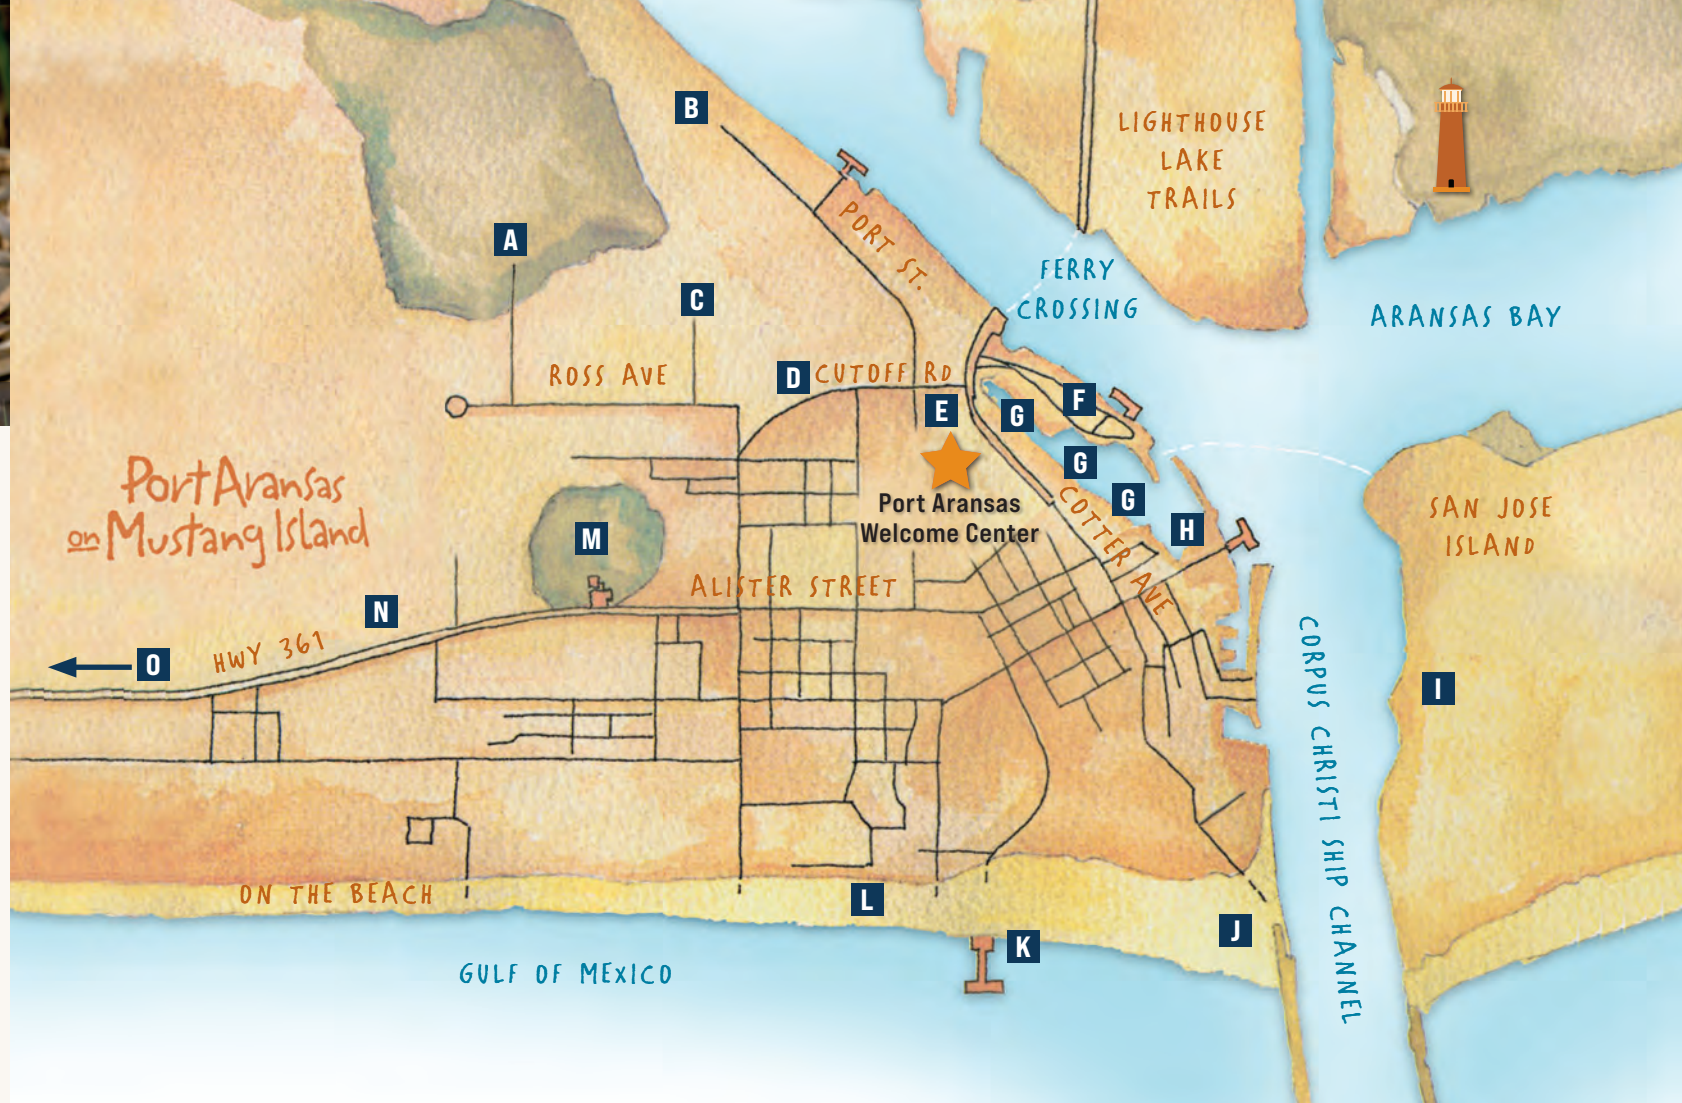 B
LIGHTHOUSE
LAKE
TRAILS
PORT ST.
A
FERRY
CROSSING
C
ARANSAS BAY
ROSS AVE
D
CUTOFF RD
E
G
F
Port Aransas
on Mustang Island
G
G
Port Aransas
Welcome Center
COTTER AVE
H
SAN JOSE
ISLAND
M
ALISTER STREET
N
HWY 361
O
CORPUS CHRISTI SHIP CHANNEL
I
ON THE BEACH
L
J
K
GULF OF MEXICO